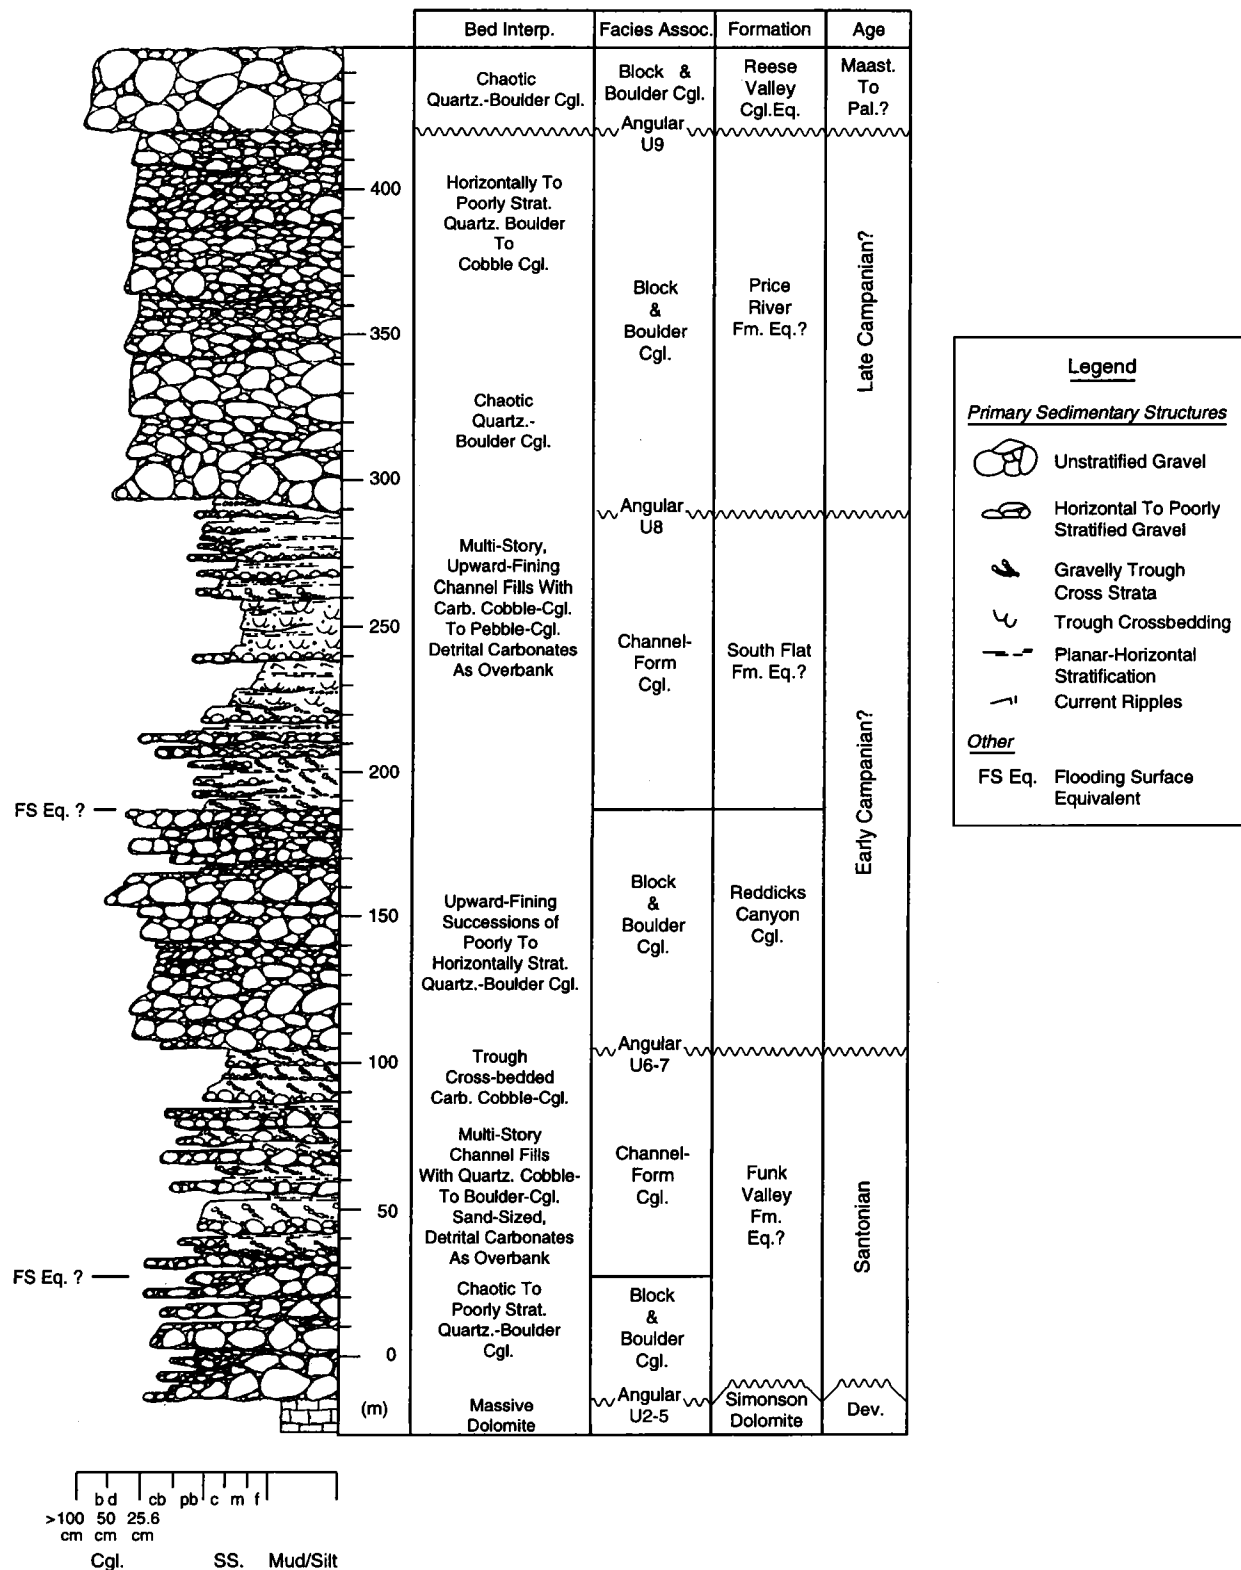 Bed Interp.
Facies Assoc.
Formation
Age
Chaotic
Quartz.-Boulder Cgl.
Block &
Boulder Cgl.
Reese
Valley
Cgl.Eq.
Maast.
To
Pal.?
Angular
U9
400
350
300
250
200
150
100
50
0
(m)
Horizontally To
Poorly Strat.
Quartz. Boulder
To
Cobble Cgl.
Chaotic
Quartz.-
Boulder Cgl.
Block
&
Boulder
Cgl.
Price
River
Fm. Eq.?
Late Campanian?
Angular
U8
Multi-Story,
Upward-Fining
Channel Fills With
Carb. Cobble-Cgl.
To Pebble-Cgl.
Detrital Carbonates
As Overbank
Channel-
Form
Cgl.
South Flat
Fm. Eq.?
Early Campanian?
FS Eq. ?
Upward-Fining
Successions of
Poorly To
Horizontally Strat.
Quartz.-Boulder Cgl.
Block
&
Boulder
Cgl.
Reddicks
Canyon
Cgl.
Angular
U6-7
Trough
Cross-bedded
Carb. Cobble-Cgl.
Multi-Story
Channel Fills
With Quartz. Cobble-
To Boulder-Cgl.
Sand-Sized,
Detrital Carbonates
As Overbank
Channel-
Form
Cgl.
Funk
Valley
Fm.
Eq.?
Santonian
FS Eq. ?
Chaotic To
Poorly Strat.
Quartz.-Boulder
Cgl.
Block
&
Boulder
Cgl.
Angular
U2-5
Massive
Dolomite
Simonson
Dolomite
Dev.
Legend
Primary Sedimentary Structures
Unstratified Gravel
Horizontal To Poorly
Stratified Gravel
Gravelly Trough
Cross Strata
Trough Crossbedding
Planar-Horizontal
Stratification
Current Ripples
Other
FS Eq. Flooding Surface
Equivalent
b d cb pb c m f
>100 50 25.6
cm cm cm
Cgl. SS. Mud/Silt